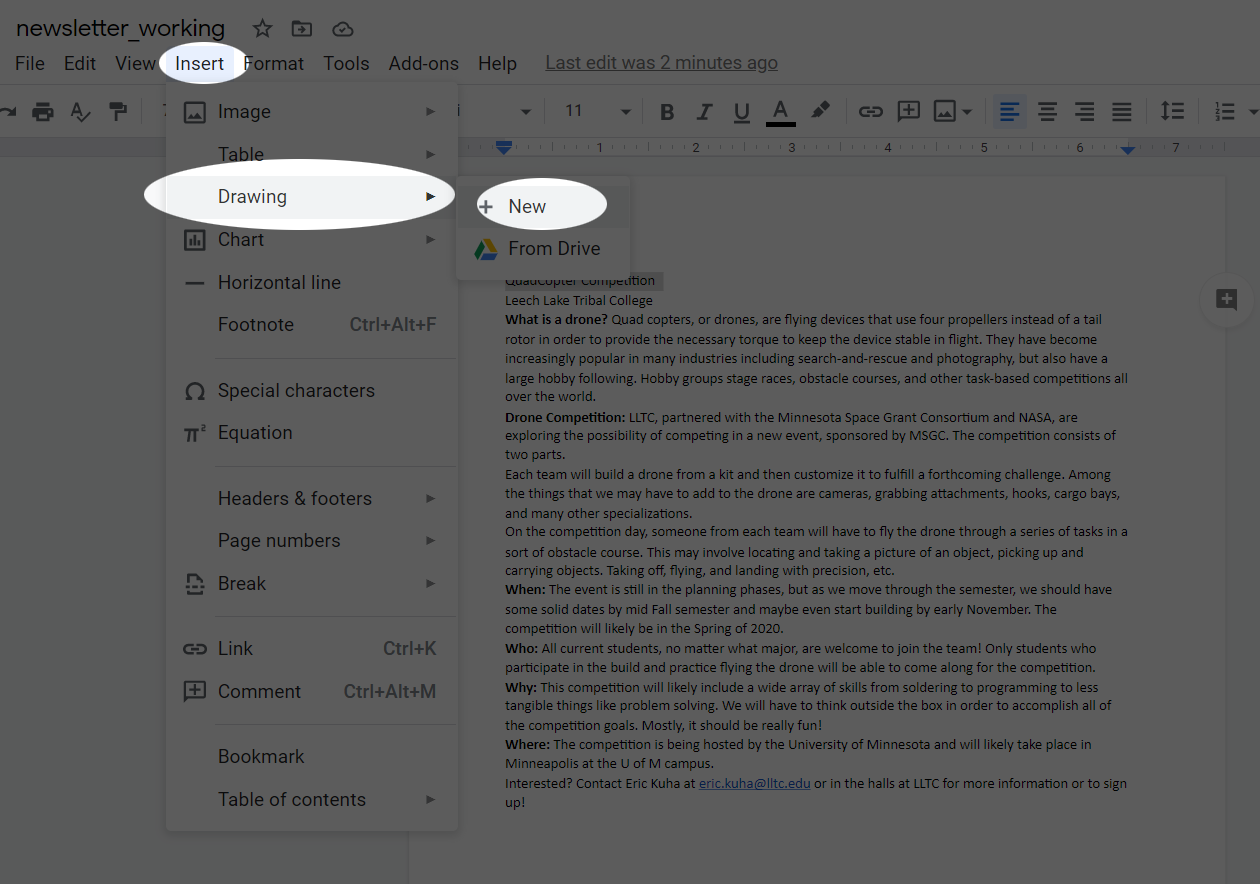 newsletter_working
File Edit View Insert Format Tools Add-ons Help Last edit was 2 minutes ago
11 B I U A
1 2 3 4 5 6 7
Image
Table
Drawing
Chart
Horizontal line
Footnote Ctrl+Alt+F
Special characters
π² Equation
Headers & footers
Page numbers
Break
Link Ctrl+K
Comment Ctrl+Alt+M
Bookmark
Table of contents
+ New
From Drive
QuadCopter Competition
Leech Lake Tribal College
What is a drone? Quad copters, or drones, are flying devices that use four propellers instead of a tail
rotor in order to provide the necessary torque to keep the device stable in flight. They have become
increasingly popular in many industries including search-and-rescue and photography, but also have a
large hobby following. Hobby groups stage races, obstacle courses, and other task-based competitions all
over the world.
Drone Competition: LLTC, partnered with the Minnesota Space Grant Consortium and NASA, are
exploring the possibility of competing in a new event, sponsored by MSGC. The competition consists of
two parts.
Each team will build a drone from a kit and then customize it to fulfill a forthcoming challenge. Among
the things that we may have to add to the drone are cameras, grabbing attachments, hooks, cargo bays,
and many other specializations.
On the competition day, someone from each team will have to fly the drone through a series of tasks in a
sort of obstacle course. This may involve locating and taking a picture of an object, picking up and
carrying objects. Taking off, flying, and landing with precision, etc.
When: The event is still in the planning phases, but as we move through the semester, we should have
some solid dates by mid Fall semester and maybe even start building by early November. The
competition will likely be in the Spring of 2020.
Who: All current students, no matter what major, are welcome to join the team! Only students who
participate in the build and practice flying the drone will be able to come along for the competition.
Why: This competition will likely include a wide array of skills from soldering to programming to less
tangible things like problem solving. We will have to think outside the box in order to accomplish all of
the competition goals. Mostly, it should be really fun!
Where: The competition is being hosted by the University of Minnesota and will likely take place in
Minneapolis at the U of M campus.
Interested? Contact Eric Kuha at eric.kuha@lltc.edu or in the halls at LLTC for more information or to sign
up!